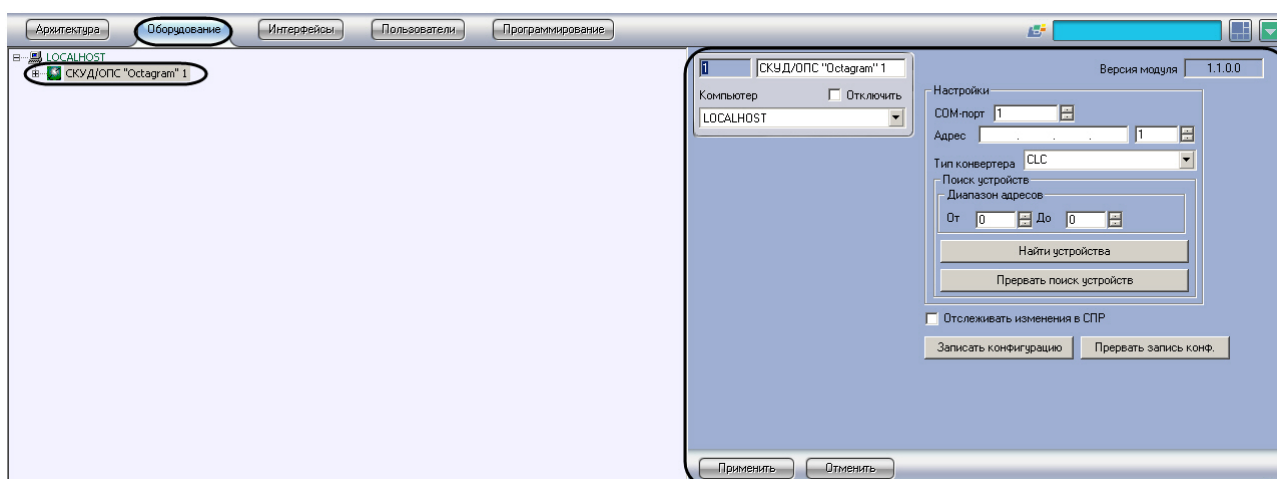 Архитектура Оборудование Интерфейсы Пользователи Программирование
LOCALHOST
СКУД/ОПС "Octagram" 1
1 СКУД/ОПС "Octagram" 1
Компьютер Отключить
LOCALHOST
Версия модуля 1.1.0.0
Настройки
COM-порт 1
Адрес . . . 1
Тип конвертера CLC
Поиск устройств
Диапазон адресов
От 0 До 0
Найти устройства
Прервать поиск устройств
Отслеживать изменения в СПР
Записать конфигурацию Прервать запись конф.
Применить Отменить